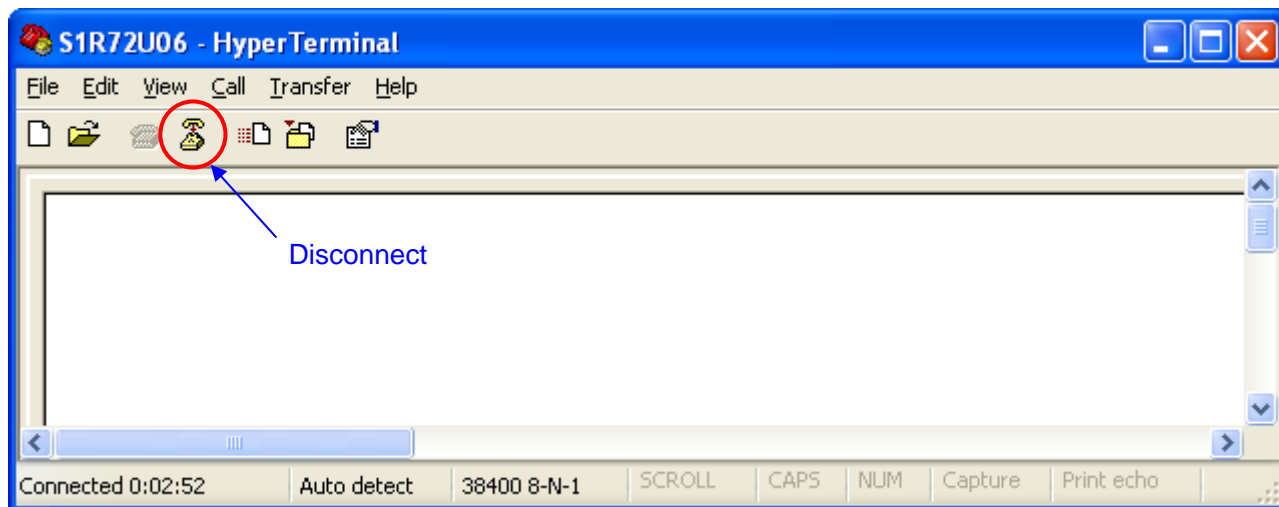 S1R72U06 - HyperTerminal
File Edit View Call Transfer Help
Disconnect
Connected 0:02:52 Auto detect 38400 8-N-1 SCROLL CAPS NUM Capture Print echo